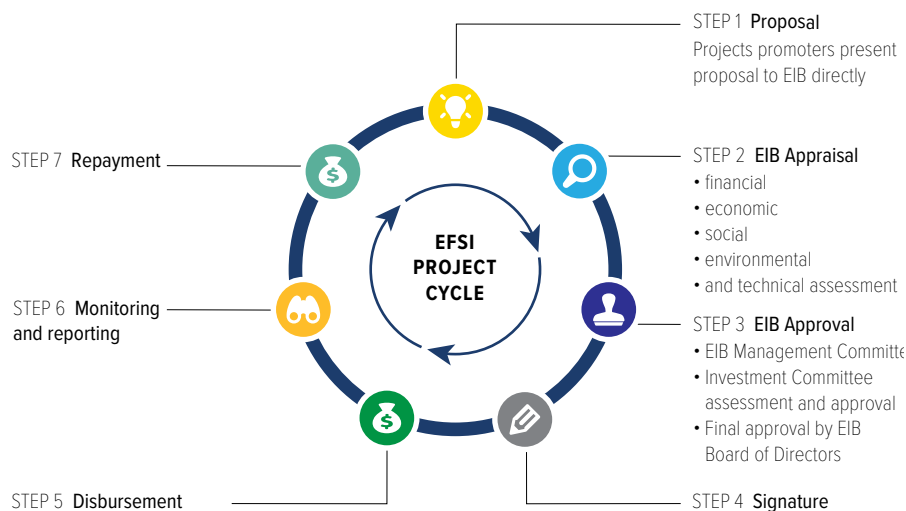 STEP 1 Proposal
Projects promoters present
proposal to EIB directly
STEP 2 EIB Appraisal
• financial
• economic
• social
• environmental
• and technical assessment
STEP 3 EIB Approval
• EIB Management Committe
• Investment Committee
assessment and approval
• Final approval by EIB
Board of Directors
STEP 4 Signature
STEP 5 Disbursement
STEP 6 Monitoring
and reporting
STEP 7 Repayment
EFSI
PROJECT
CYCLE
$
$